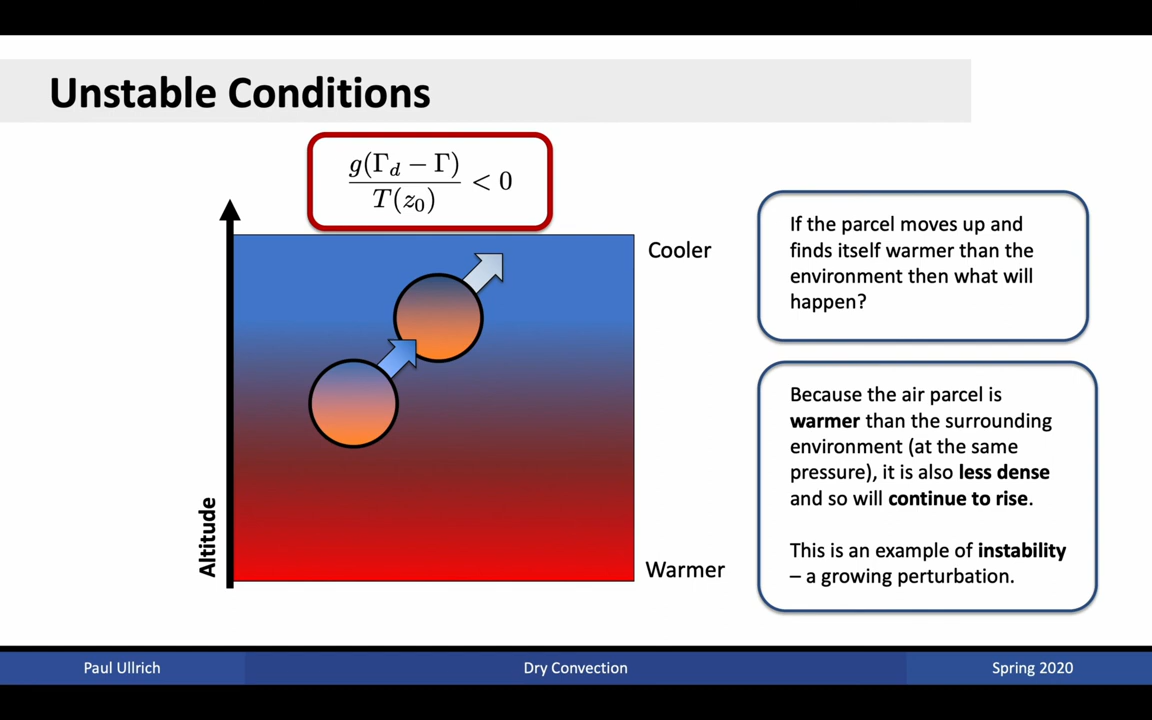 Unstable Conditions
g(Γ_d − Γ) / T(z_0) < 0
Cooler
Altitude
Warmer
If the parcel moves up and
finds itself warmer than the
environment then what will
happen?
Because the air parcel is
warmer than the surrounding
environment (at the same
pressure), it is also less dense
and so will continue to rise.
This is an example of instability
– a growing perturbation.
Paul Ullrich
Dry Convection
Spring 2020